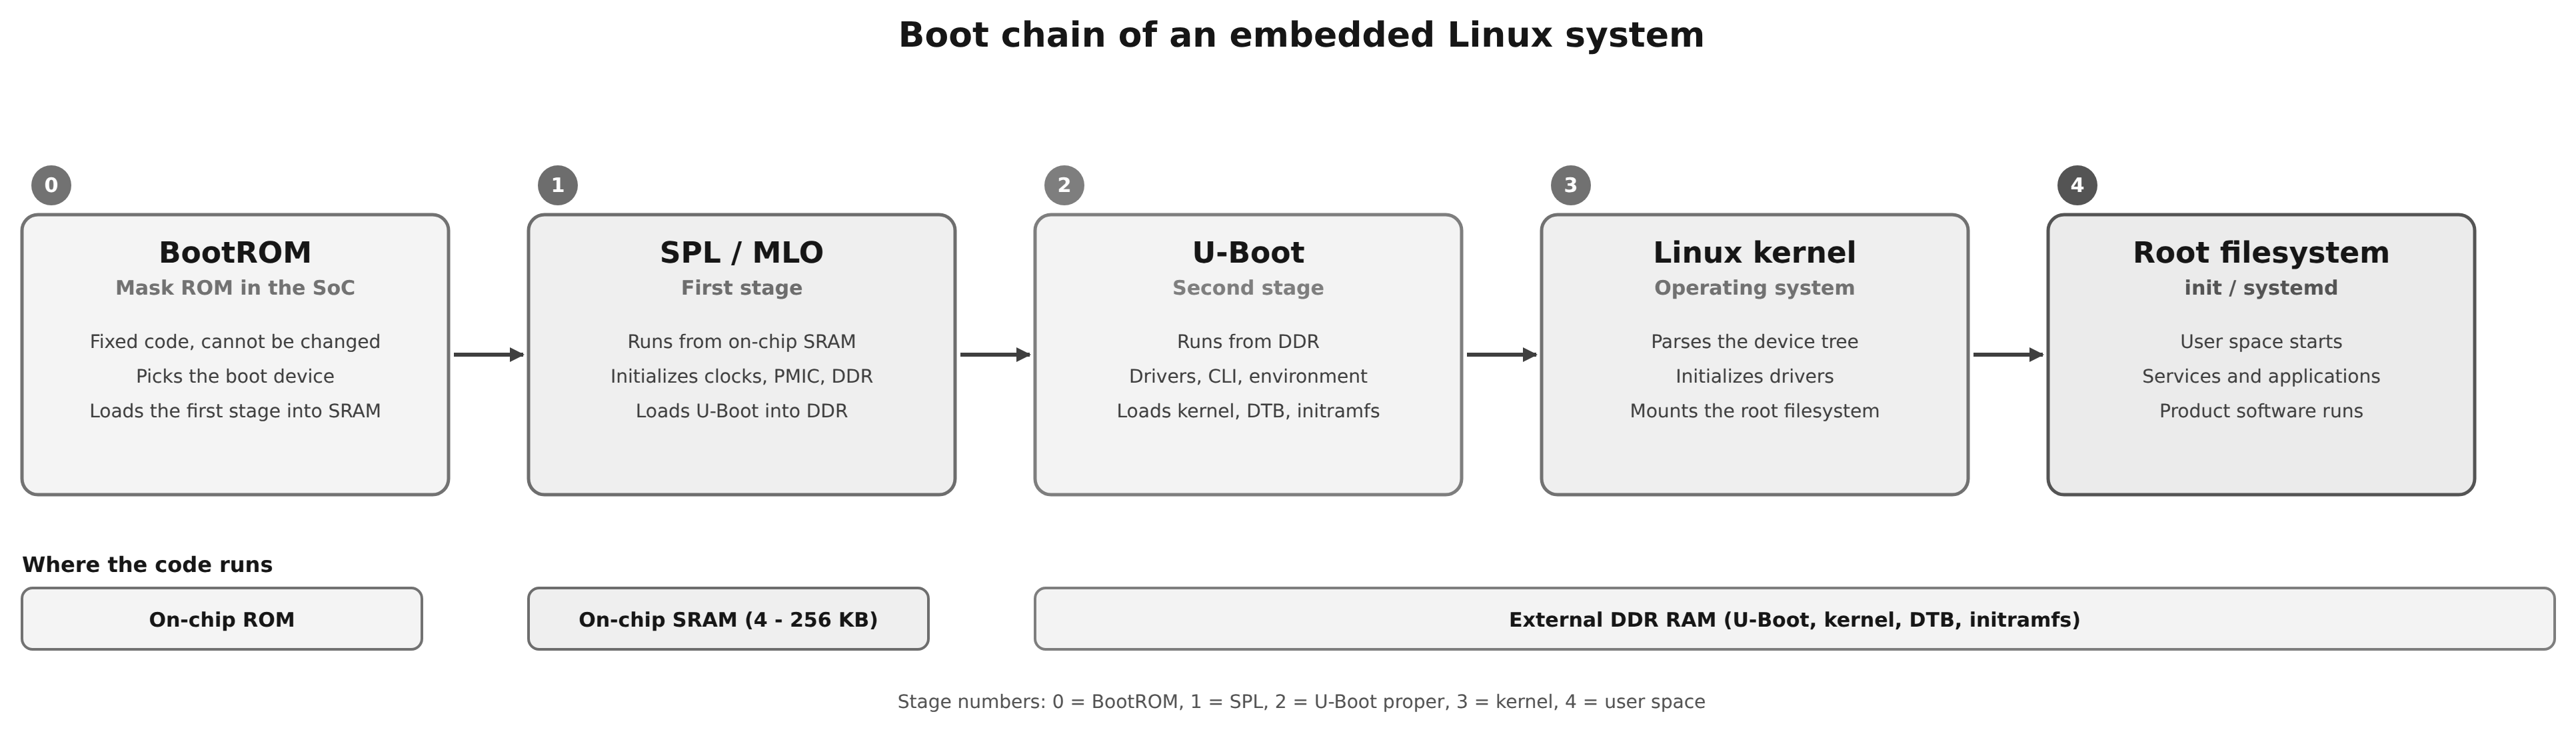 Boot chain of an embedded Linux system
0
BootROM
Mask ROM in the SoC
Fixed code, cannot be changed
Picks the boot device
Loads the first stage into SRAM
1
SPL / MLO
First stage
Runs from on-chip SRAM
Initializes clocks, PMIC, DDR
Loads U-Boot into DDR
2
U-Boot
Second stage
Runs from DDR
Drivers, CLI, environment
Loads kernel, DTB, initramfs
3
Linux kernel
Operating system
Parses the device tree
Initializes drivers
Mounts the root filesystem
4
Root filesystem
init / systemd
User space starts
Services and applications
Product software runs
Where the code runs
On-chip ROM
On-chip SRAM (4 - 256 KB)
External DDR RAM (U-Boot, kernel, DTB, initramfs)
Stage numbers: 0 = BootROM, 1 = SPL, 2 = U-Boot proper, 3 = kernel, 4 = user space